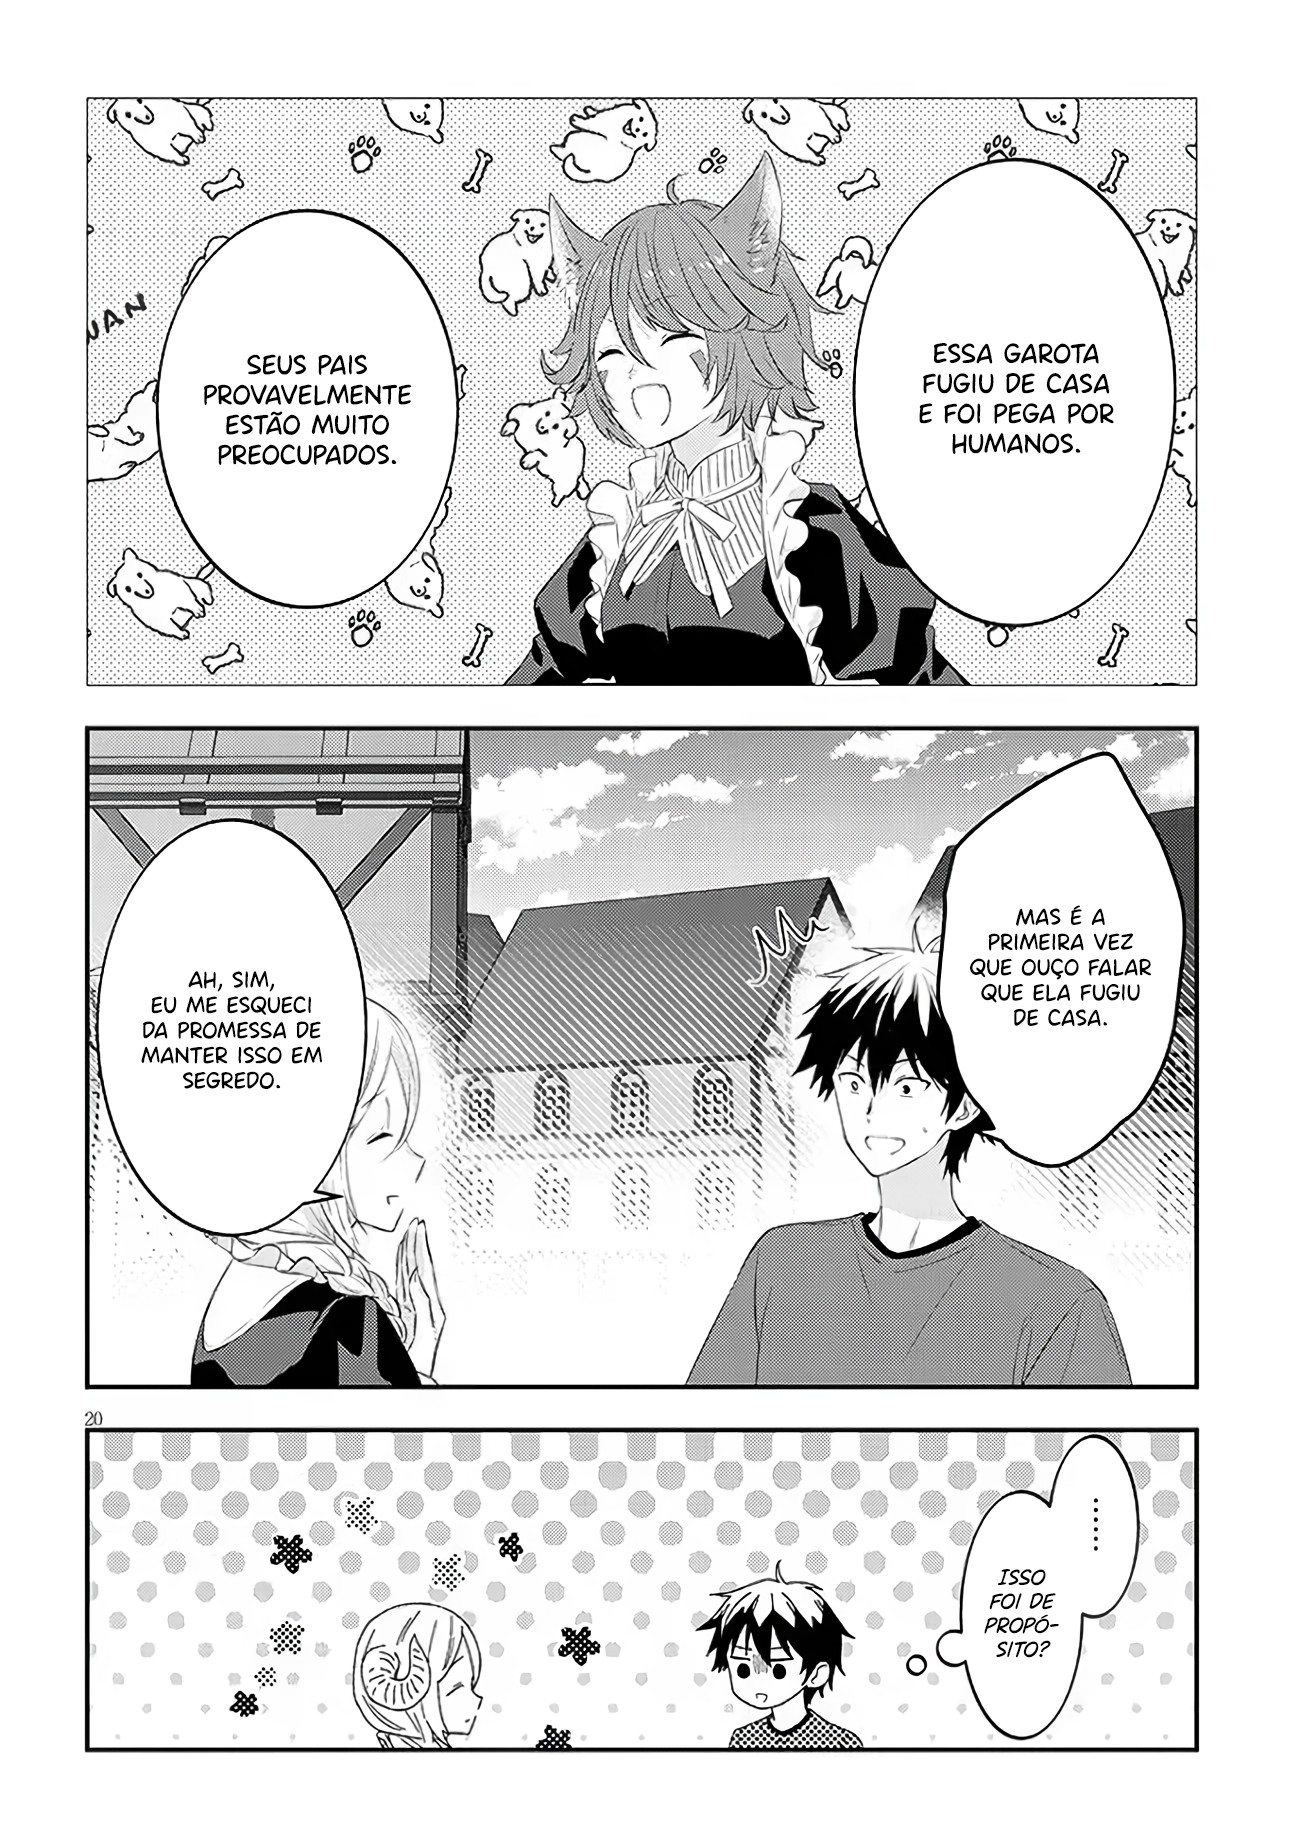 ESSA GAROTA
FUGIU DE CASA
E FOI PEGA POR
HUMANOS.
SEUS PAIS
PROVAVELMENTE
ESTÃO MUITO
PREOCUPADOS.
WAN
MAS É A
PRIMEIRA VEZ
QUE OUÇO FALAR
QUE ELA FUGIU
DE CASA.
AH, SIM,
EU ME ESQUECI
DA PROMESSA DE
MANTER ISSO EM
SEGREDO.
20
......
ISSO
FOI DE
PROPÓ-
SITO?